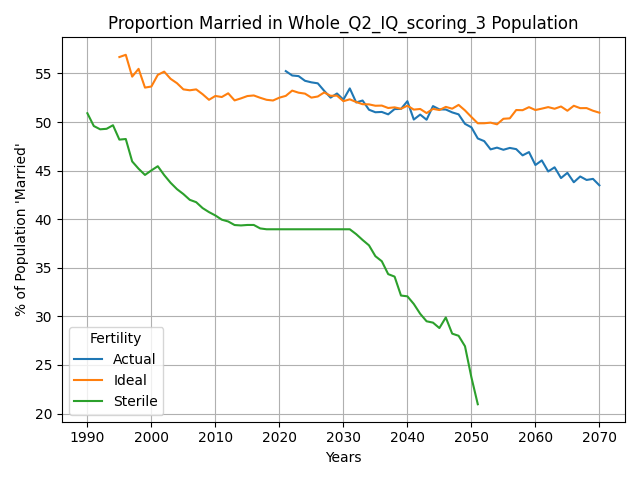 Proportion Married in Whole_Q2_IQ_scoring_3 Population
% of Population 'Married'
55
50
45
40
35
30
25
20
Fertility
Actual
Ideal
Sterile
1990 2000 2010 2020 2030 2040 2050 2060 2070
Years